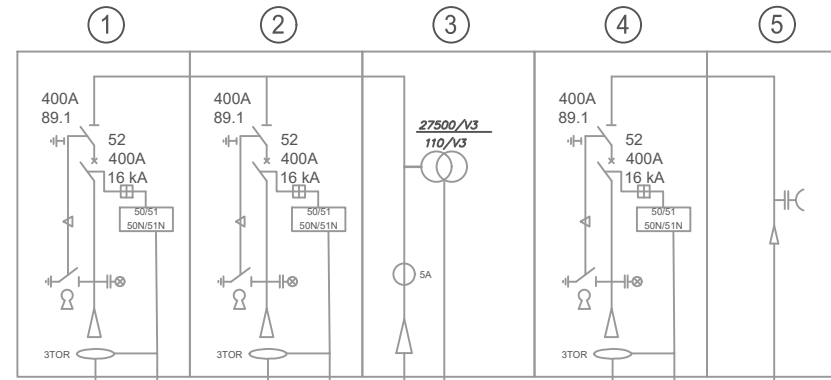 1
2
3
4
5
400A
89.1
52
400A
16 kA
50/51
50N/51N
3TOR
400A
89.1
52
400A
16 kA
50/51
50N/51N
3TOR
27500/V3
110/V3
5A
400A
89.1
52
400A
16 kA
50/51
50N/51N
3TOR